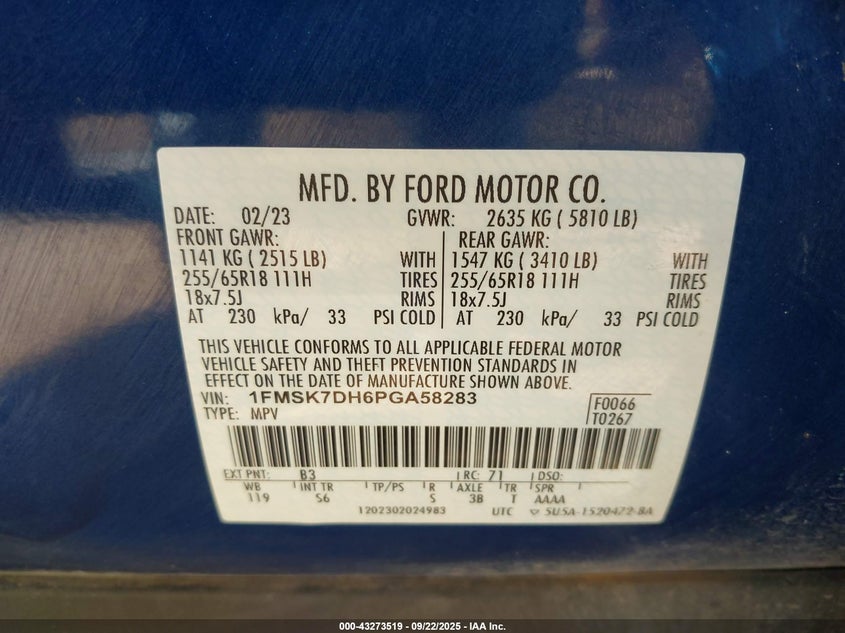 MFD. BY FORD MOTOR CO.
DATE: 02/23 GVWR: 2635 KG ( 5810 LB)
FRONT GAWR: REAR GAWR:
1141 KG ( 2515 LB) WITH 1547 KG ( 3410 LB) WITH
255/65R18 111H TIRES 255/65R18 111H TIRES
18x7.5J RIMS 18x7.5J RIMS
AT 230 kPa/ 33 PSI COLD AT 230 kPa/ 33 PSI COLD
THIS VEHICLE CONFORMS TO ALL APPLICABLE FEDERAL MOTOR
VEHICLE SAFETY AND THEFT PREVENTION STANDARDS IN
EFFECT ON THE DATE OF MANUFACTURE SHOWN ABOVE.
VIN: 1FMSK7DH6PGA58283 F0066
TYPE: MPV T0267
EXT PNT: B3 RC: 71 DSO:
WB INT TR TP/PS R AXLE TR SPR
119 S6 S 3B T AAAA
1202302024983 UTC 5U5A-1520472-BA
000-43273519 - 09/22/2025 - IAA Inc.